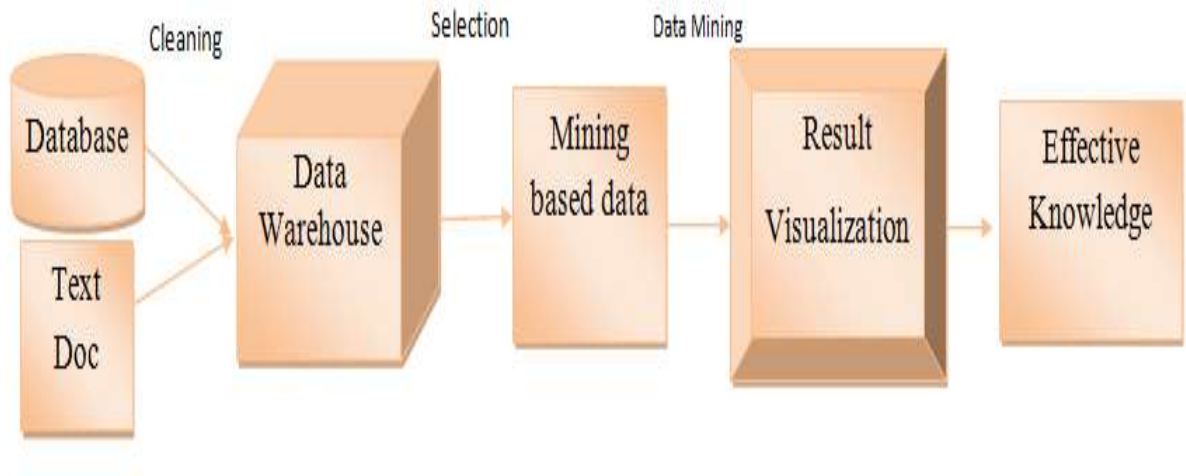 Cleaning
Selection
Data Mining
Database
Text
Doc
Data
Warehouse
Mining
based data
Result
Visualization
Effective
Knowledge